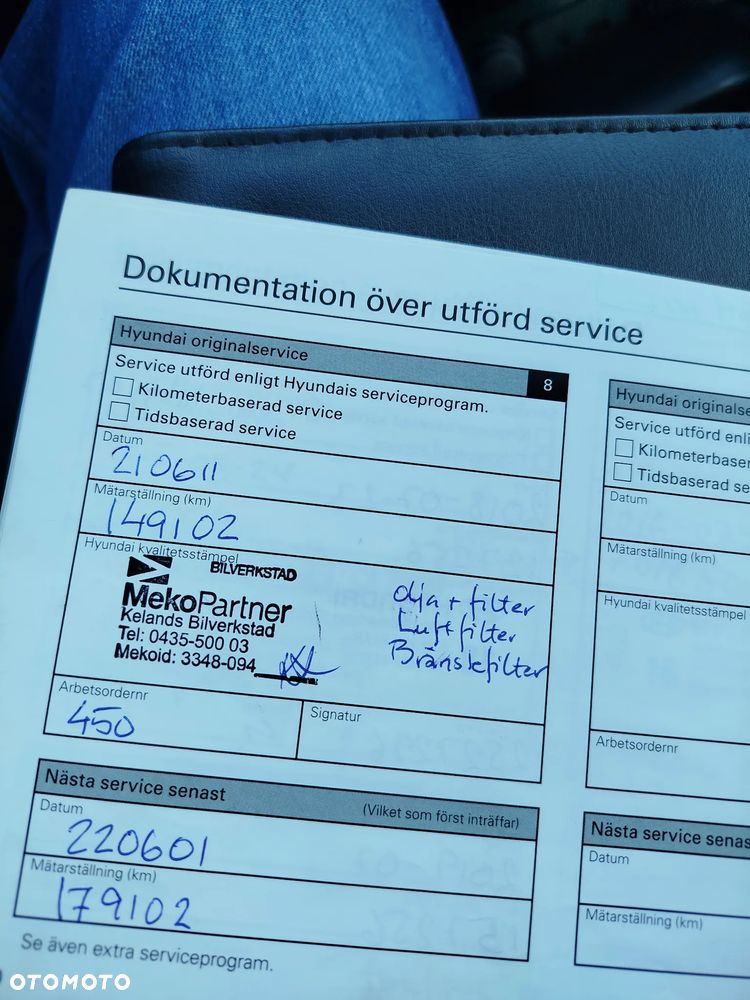 Dokumentation över utförd service
Hyundai originalservice
8
Service utförd enligt Hyundais serviceprogram.
Kilometerbaserad service
Tidsbaserad service
Datum
210611
Mätarställning (km)
149102
Hyundai kvalitetsstämpel
BILVERKSTAD
MekoPartner
Kelands Bilverkstad
Tel: 0435-500 03
Mekoid: 3348-094
olja + filter
Luftfilter
Bränslefilter
Arbetsordernr
450
Signatur
Nästa service senast
(Vilket som först inträffar)
Datum
220601
Mätarställning (km)
179102
Se även extra serviceprogram.
Hyundai originalse
Service utförd enli
Kilometerbaser
Tidsbaserad se
Datum
Mätarställning (km)
Hyundai kvalitetsstämpel
Arbetsordernr
Nästa service senas
Datum
Mätarställning (km)
OTOMOTO